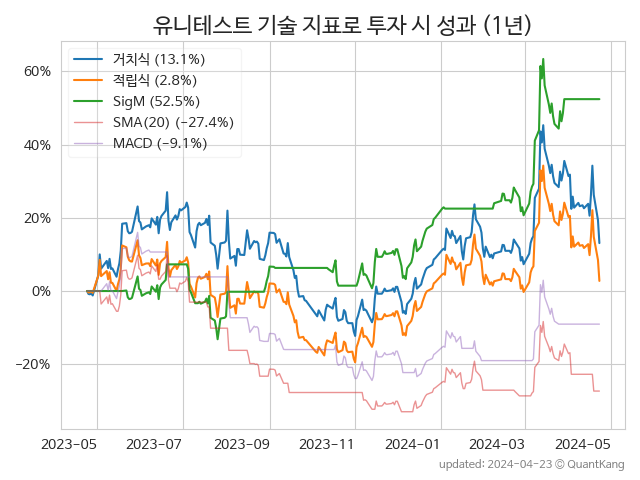 유니테스트 기술 지표로 투자 시 성과 (1년)
거치식 (13.1%)
적립식 (2.8%)
SigM (52.5%)
SMA(20) (−27.4%)
MACD (−9.1%)
60%
40%
20%
0%
−20%
2023−05 2023−07 2023−09 2023−11 2024−01 2024−03 2024−05
updated: 2024−04−23 © QuantKang